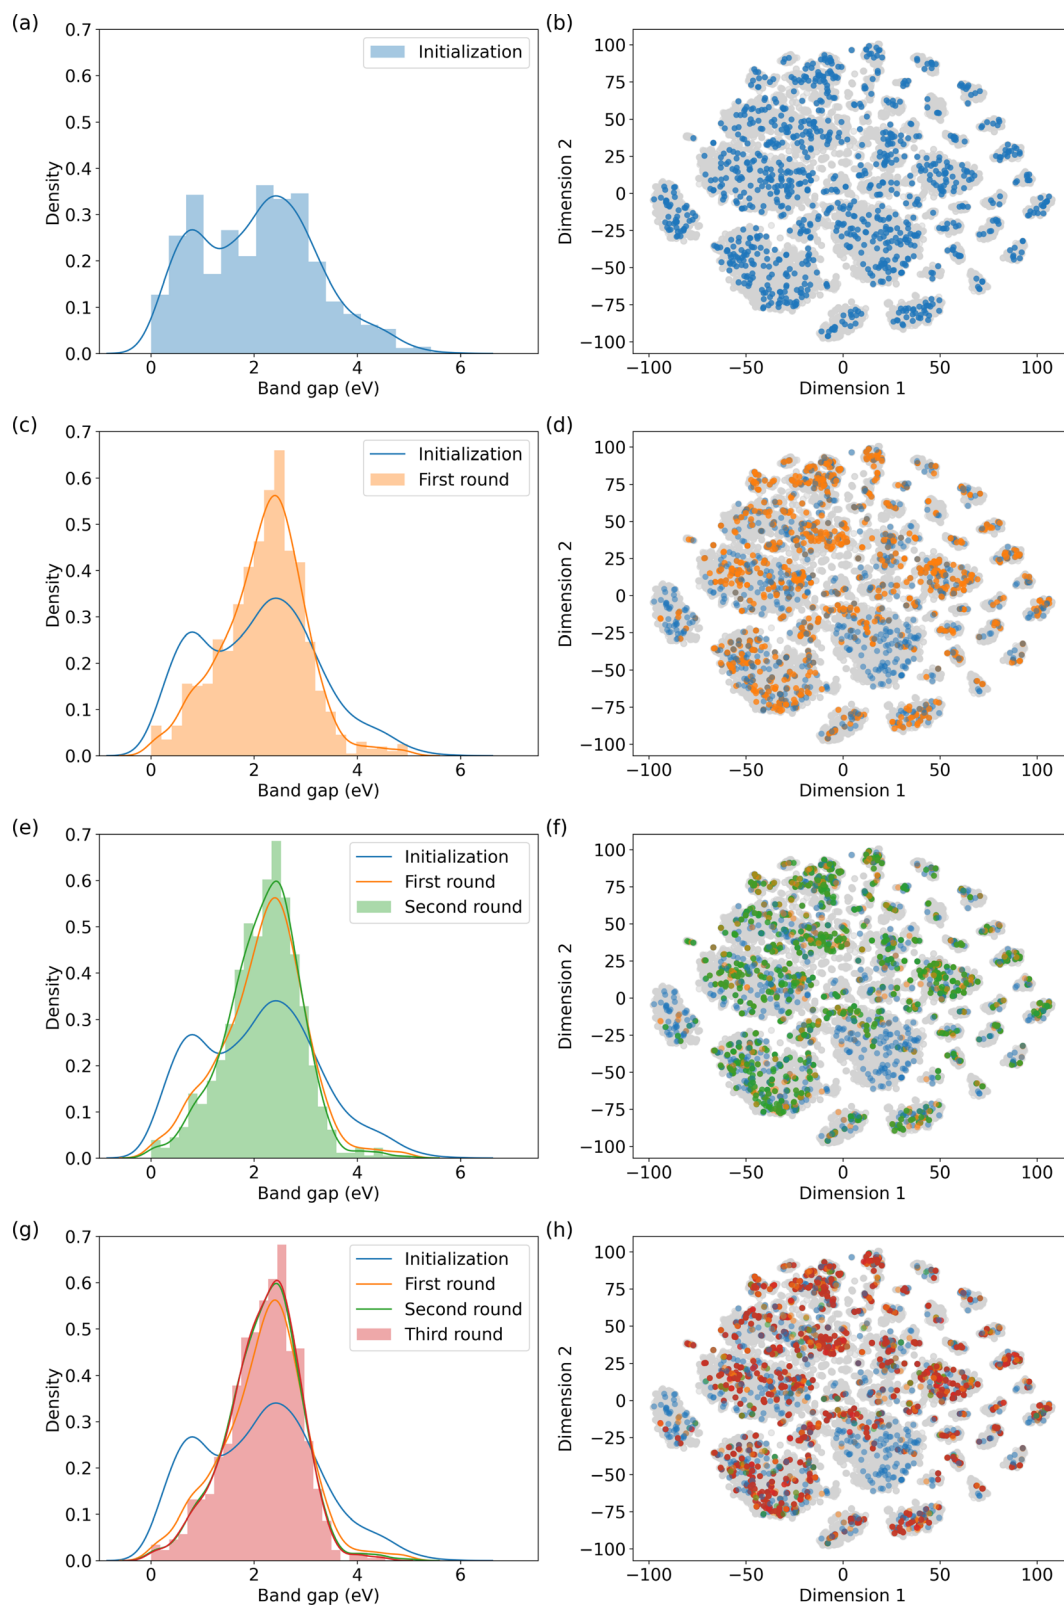 (a)
0.7
0.6
0.5
0.4
0.3
0.2
0.1
0.0
Density
0 2 4 6
Band gap (eV)
Initialization
(b)
100
75
50
25
0
−25
−50
−75
−100
Dimension 2
−100 −50 0 50 100
Dimension 1
(c)
0.7
0.6
0.5
0.4
0.3
0.2
0.1
0.0
Density
0 2 4 6
Band gap (eV)
Initialization
First round
(d)
100
75
50
25
0
−25
−50
−75
−100
Dimension 2
−100 −50 0 50 100
Dimension 1
(e)
0.7
0.6
0.5
0.4
0.3
0.2
0.1
0.0
Density
0 2 4 6
Band gap (eV)
Initialization
First round
Second round
(f)
100
75
50
25
0
−25
−50
−75
−100
Dimension 2
−100 −50 0 50 100
Dimension 1
(g)
0.7
0.6
0.5
0.4
0.3
0.2
0.1
0.0
Density
0 2 4 6
Band gap (eV)
Initialization
First round
Second round
Third round
(h)
100
75
50
25
0
−25
−50
−75
−100
Dimension 2
−100 −50 0 50 100
Dimension 1